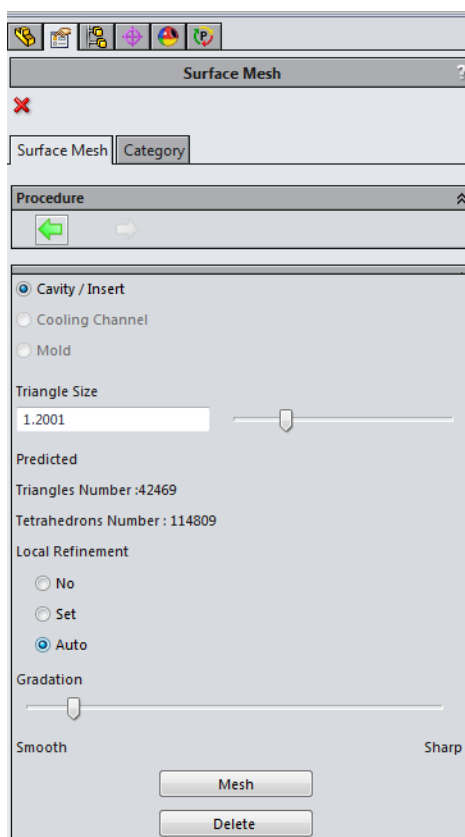 Surface Mesh ?
Surface Mesh Category
Procedure
Cavity / Insert
Cooling Channel
Mold
Triangle Size
1.2001
Predicted
Triangles Number :42469
Tetrahedrons Number : 114809
Local Refinement
No
Set
Auto
Gradation
Smooth Sharp
Mesh
Delete